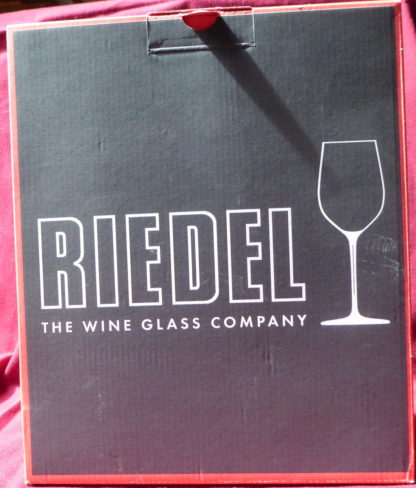 RIEDEL
THE WINE GLASS COMPANY